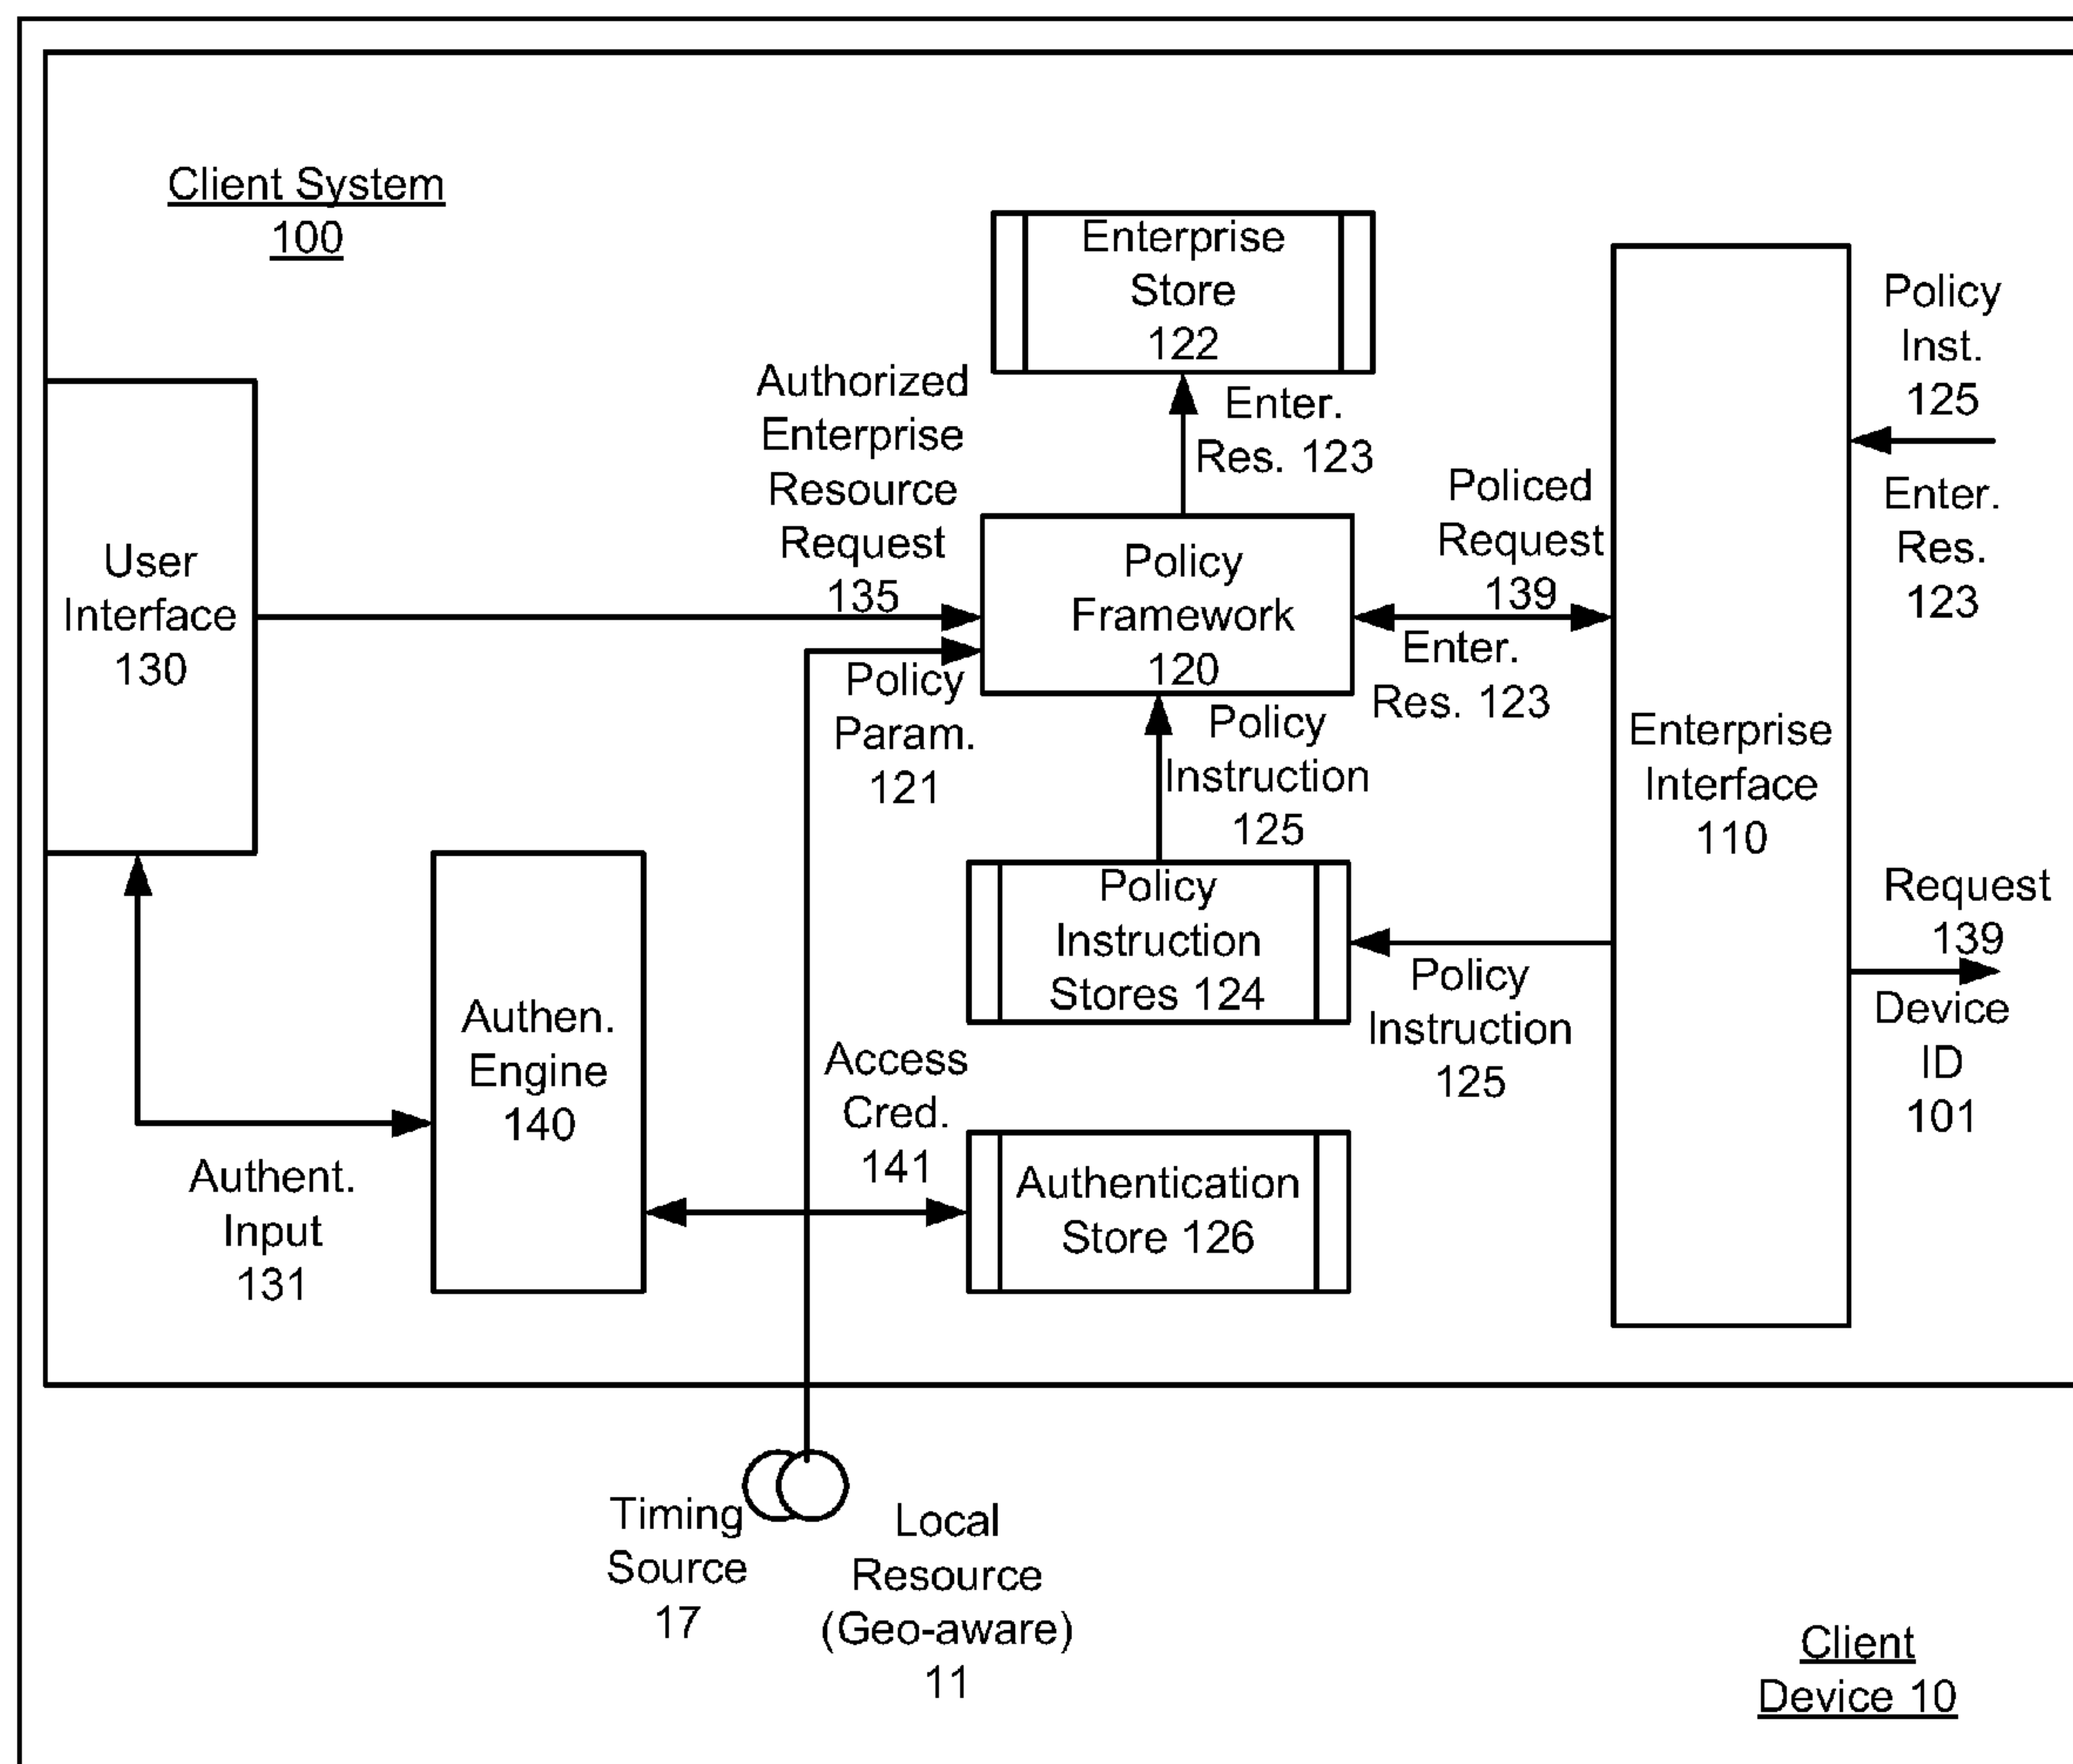 Client System
100
Enterprise
Store
122
Policy
Inst.
125
Enter.
Res.
123
Authorized
Enterprise
Resource
Request
135
Enter.
Res. 123
Policed
Request
139
Enter.
Res. 123
User
Interface
130
Policy
Framework
120
Policy
Param.
121
Policy
Instruction
125
Enterprise
Interface
110
Policy
Instruction
Stores 124
Policy
Instruction
125
Request
139
Device
ID
101
Authen.
Engine
140
Access
Cred.
141
Authentication
Store 126
Authent.
Input
131
Timing
Source
17
Local
Resource
(Geo-aware)
11
Client
Device 10